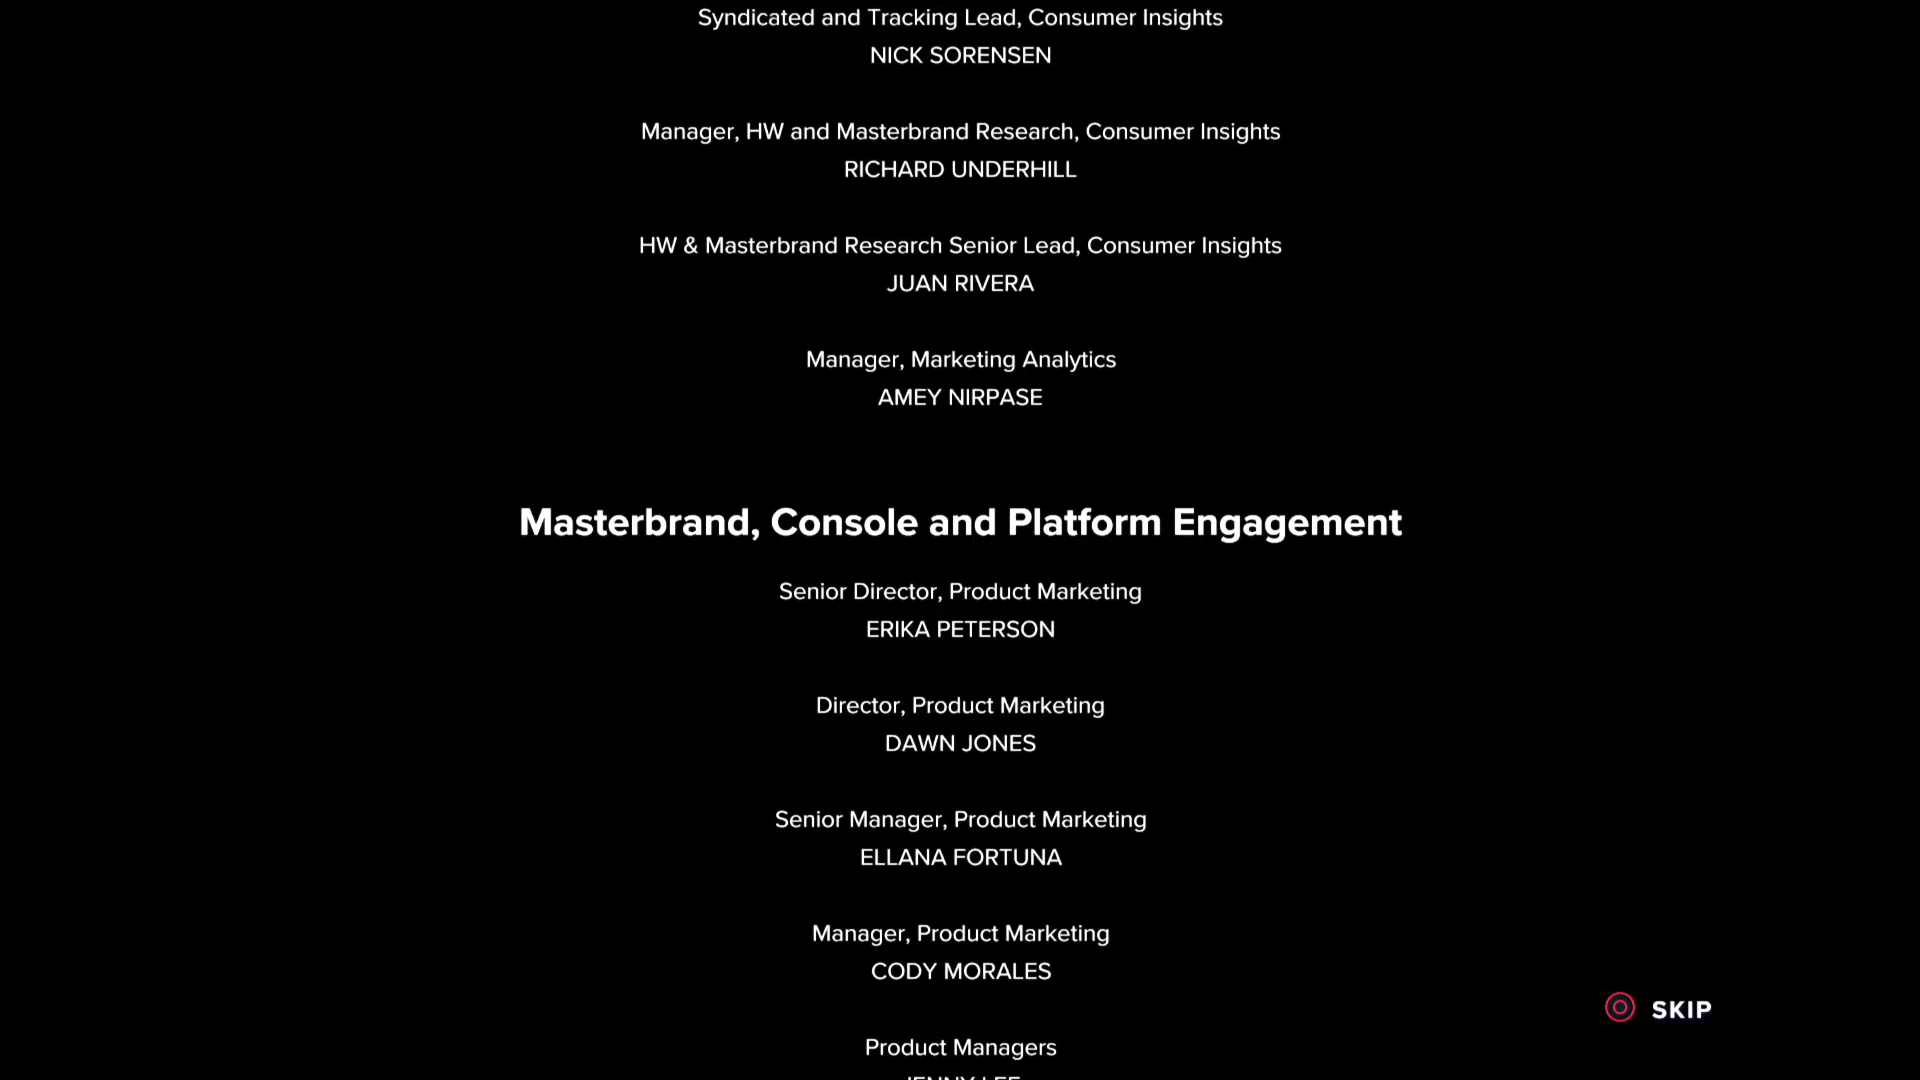 Syndicated and Tracking Lead, Consumer Insights
NICK SORENSEN
Manager, HW and Masterbrand Research, Consumer Insights
RICHARD UNDERHILL
HW & Masterbrand Research Senior Lead, Consumer Insights
JUAN RIVERA
Manager, Marketing Analytics
AMEY NIRPASE
Masterbrand, Console and Platform Engagement
Senior Director, Product Marketing
ERIKA PETERSON
Director, Product Marketing
DAWN JONES
Senior Manager, Product Marketing
ELLANA FORTUNA
Manager, Product Marketing
CODY MORALES
SKIP
Product Managers